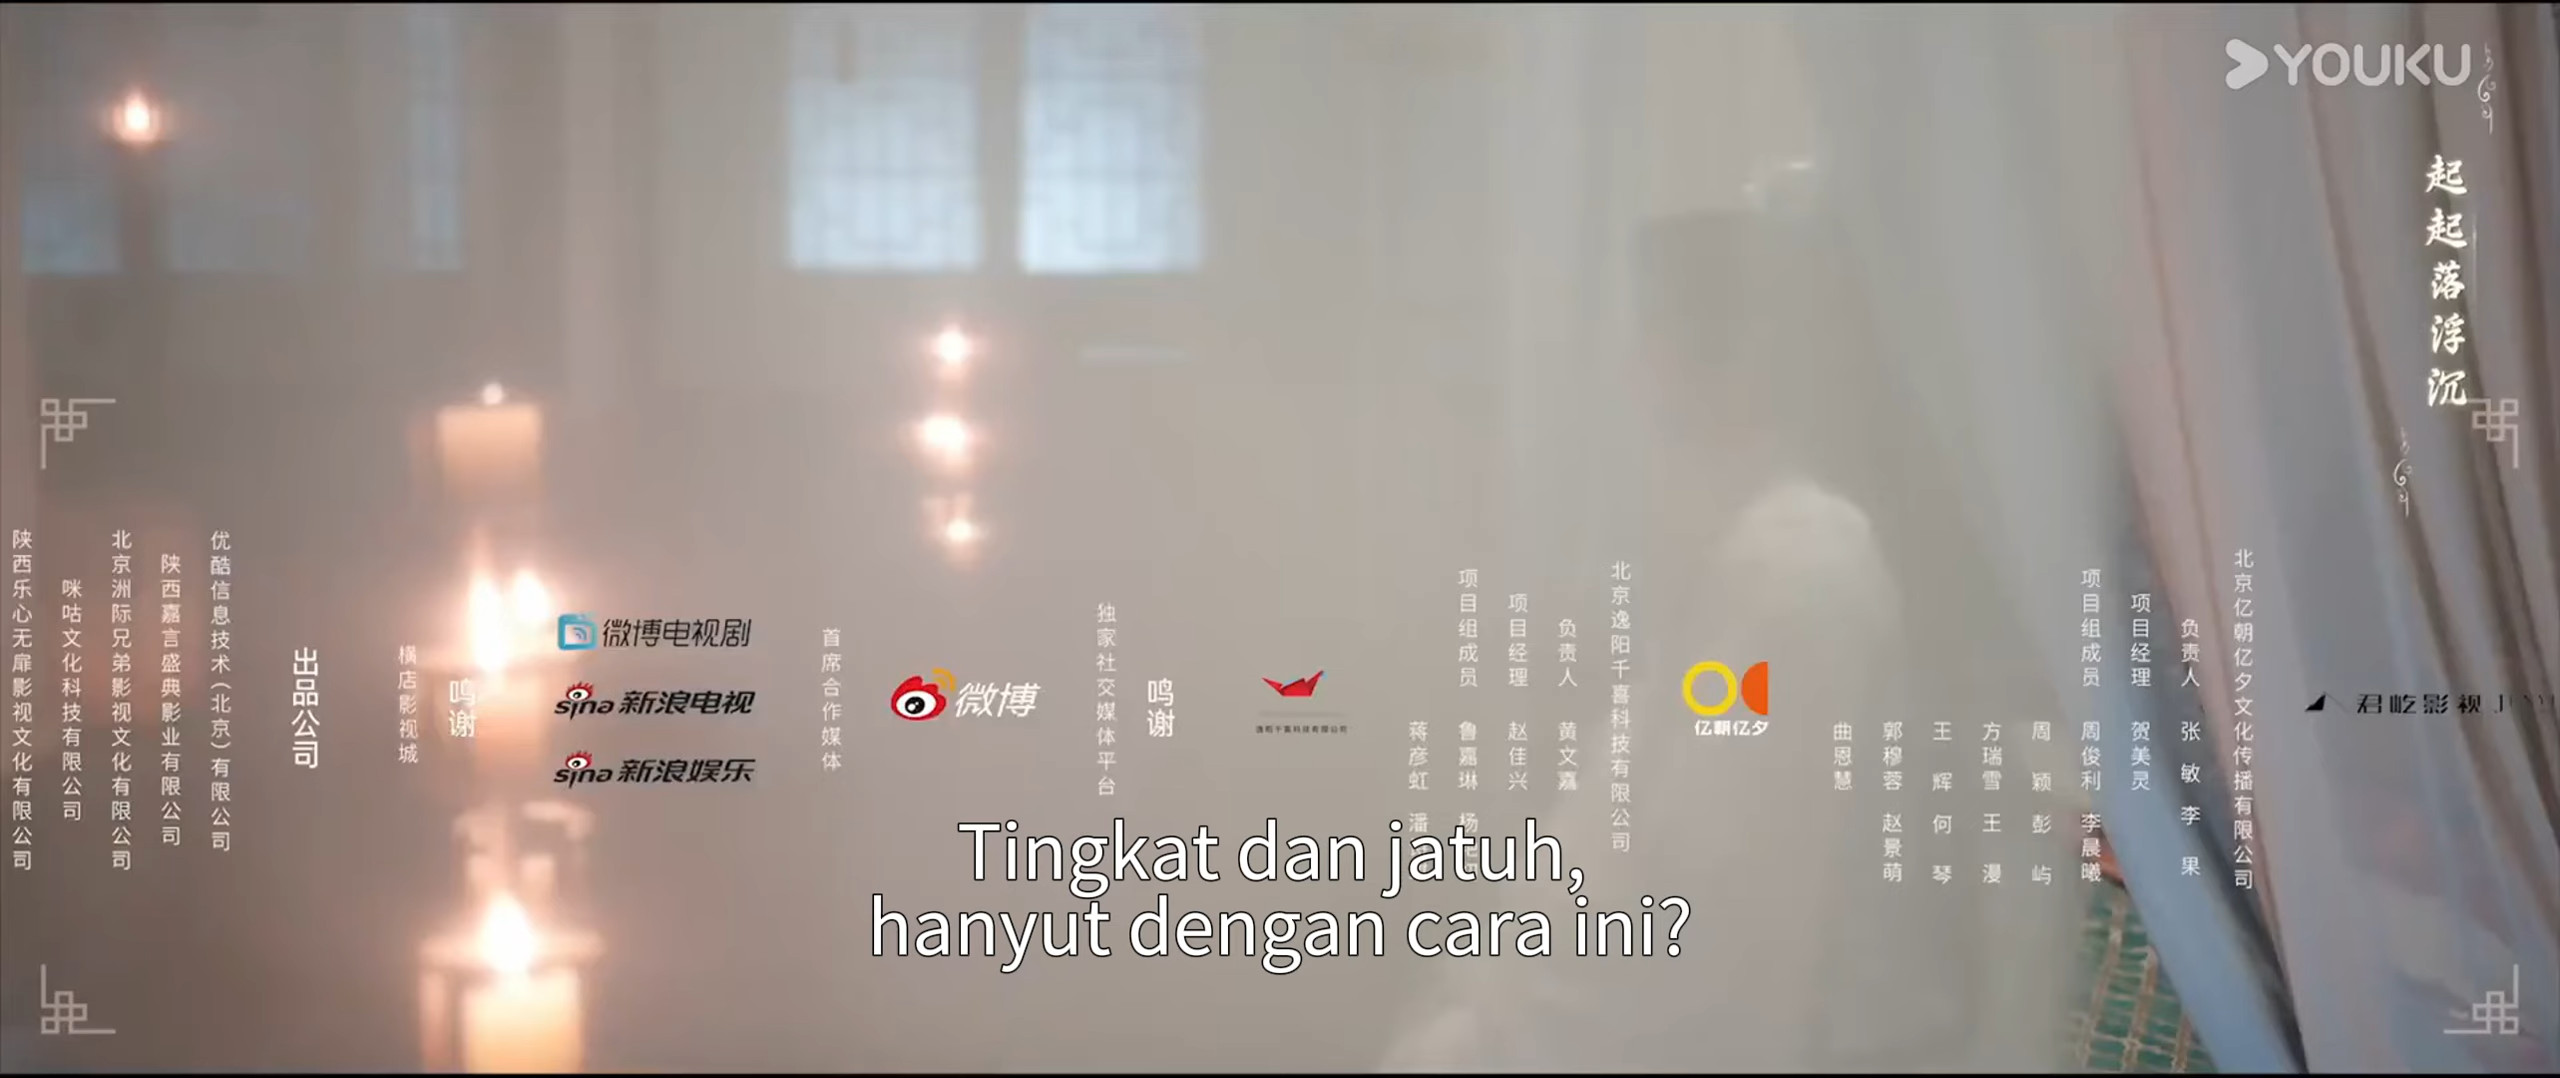 YOUKU
起起落浮沉
君屹影视
北京亿朝亿夕文化传播有限公司
负责人 张敏 李果
项目经理 贺美灵
项目组成员 周俊利 李晨曦
周颖 彭屿
方瑞雪 王漫
王辉 何琴
郭穆蓉 赵景萌
曲恩慧
亿朝亿夕
北京逸阳千喜科技有限公司
负责人 黄文嘉
项目经理 赵佳兴
项目组成员 鲁嘉琳 杨
蒋彦虹 潘
鸣谢
独家社交媒体平台
微博
首席合作媒体
微博电视剧
sina 新浪电视
sina 新浪娱乐
鸣谢
横店影视城
出品公司
优酷信息技术(北京)有限公司
陕西嘉言盛典影业有限公司
北京洲际兄弟影视文化有限公司
咪咕文化科技有限公司
陕西乐心无扉影视文化有限公司
Tingkat dan jatuh,
hanyut dengan cara ini?